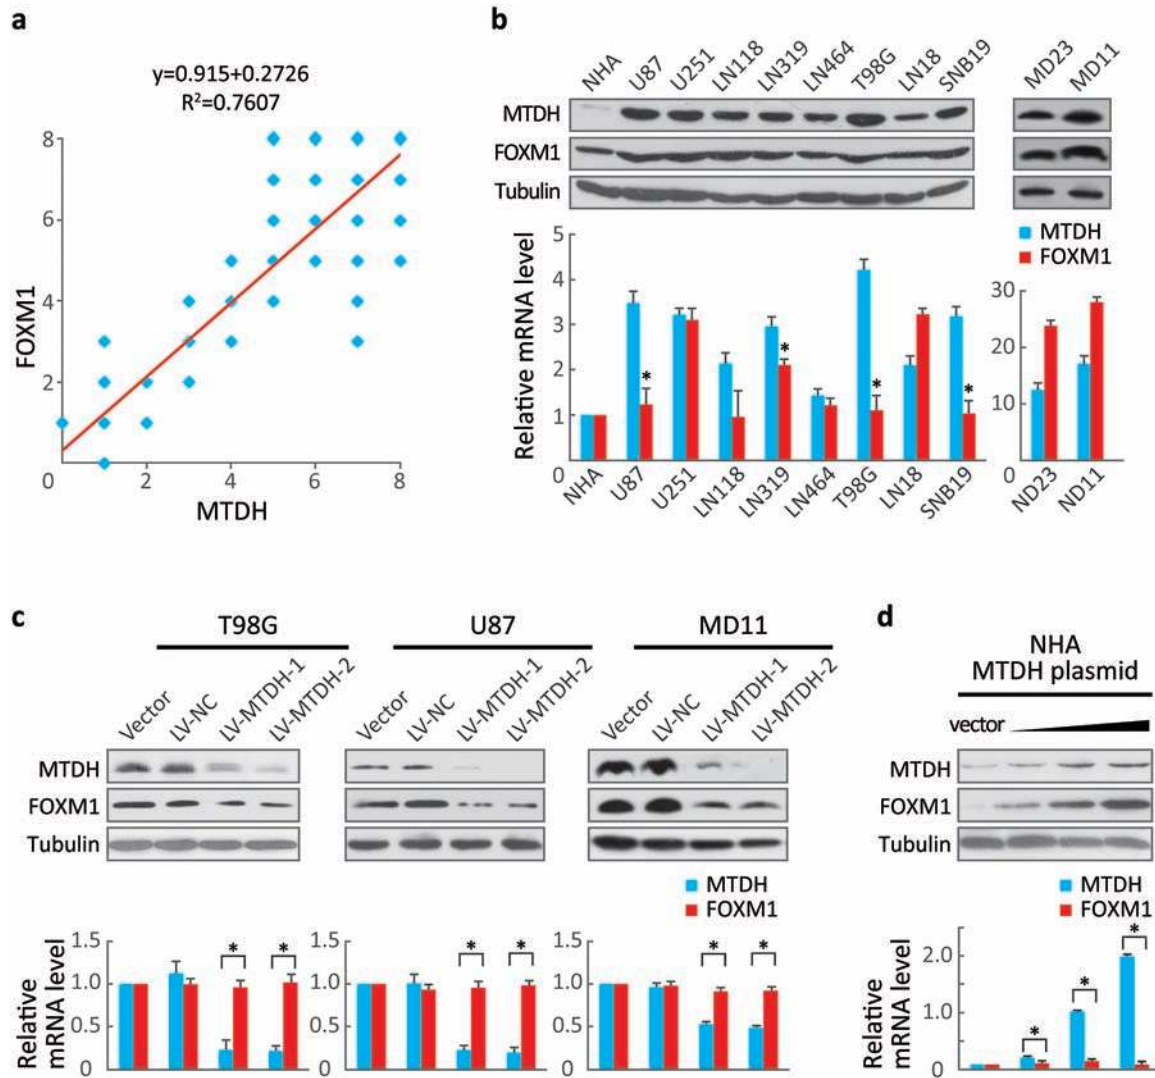 a
y=0.915+0.2726
R²=0.7607
FOXM1
8
6
4
2
0
2
4
6
8
MTDH
b
NHA
U87
U251
LN118
LN319
LN464
T98G
LN18
SNB19
MD23
MD11
MTDH
FOXM1
Tubulin
MTDH
FOXM1
Relative mRNA level
5
4
3
2
1
0
* * * *
NHA
U87
U251
LN118
LN319
LN464
T98G
LN18
SNB19
30
20
10
0
ND23
ND11
c
T98G
U87
MD11
Vector
LV-NC
LV-MTDH-1
LV-MTDH-2
Vector
LV-NC
LV-MTDH-1
LV-MTDH-2
Vector
LV-NC
LV-MTDH-1
LV-MTDH-2
MTDH
FOXM1
Tubulin
MTDH
FOXM1
Relative
mRNA level
1.5
1.0
0.5
0
* *
1.5
1.0
0.5
0
* *
1.5
1.0
0.5
0
* *
d
NHA
MTDH plasmid
vector
MTDH
FOXM1
Tubulin
MTDH
FOXM1
Relative
mRNA level
2.0
1.0
0
* * *